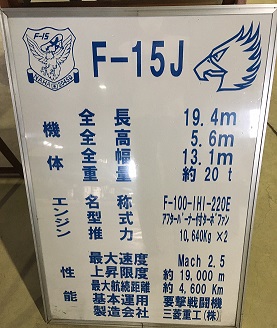 F-15
F-15J
機体
全長 19.4m
全高 5.6m
全幅 13.1m
全重量 約20t
エンジン
名称 F-100-IHI-220E
型式 アフターバーナー付ターボファン
推力 10,640Kg×2
性能
最大速度 Mach 2.5
上昇限度 約19,000m
最大航続距離 約4,600Km
基本運用 要撃戦闘機
製造会社 三菱重工(株)